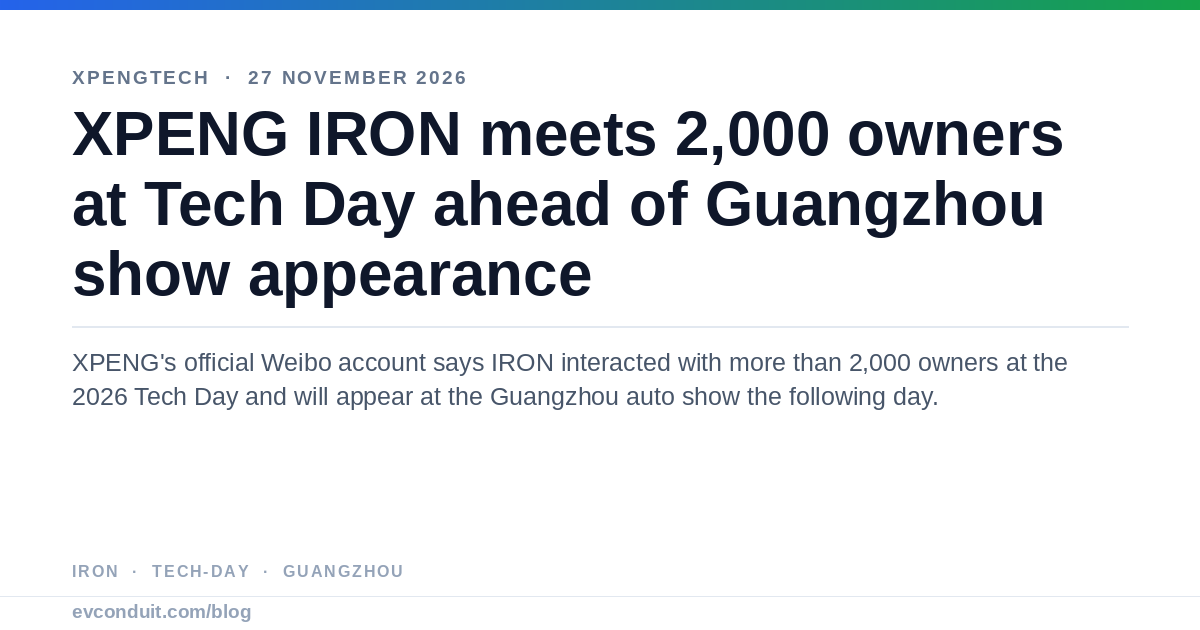 XPENGTECH · 27 NOVEMBER 2026
XPENG IRON meets 2,000 owners
at Tech Day ahead of Guangzhou
show appearance
XPENG's official Weibo account says IRON interacted with more than 2,000 owners at the
2026 Tech Day and will appear at the Guangzhou auto show the following day.
IRON · TECH-DAY · GUANGZHOU
evconduit.com/blog